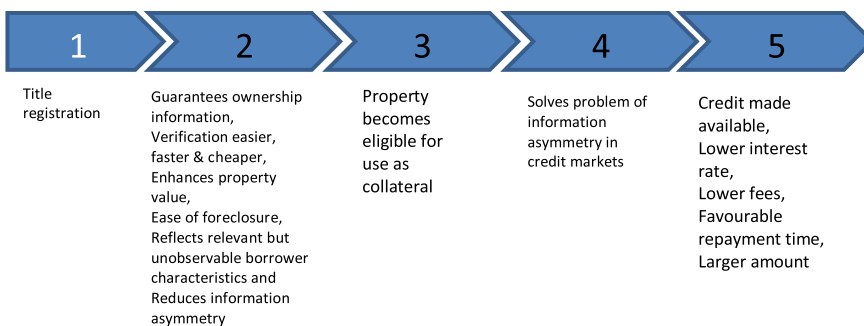 1
2
3
4
5
Title
registration
Guarantees ownership
information,
Verification easier,
faster & cheaper,
Enhances property
value,
Ease of foreclosure,
Reflects relevant but
unobservable borrower
characteristics and
Reduces information
asymmetry
Property
becomes
eligible for
use as
collateral
Solves problem of
information
asymmetry in
credit markets
Credit made
available,
Lower interest
rate,
Lower fees,
Favourable
repayment time,
Larger amount